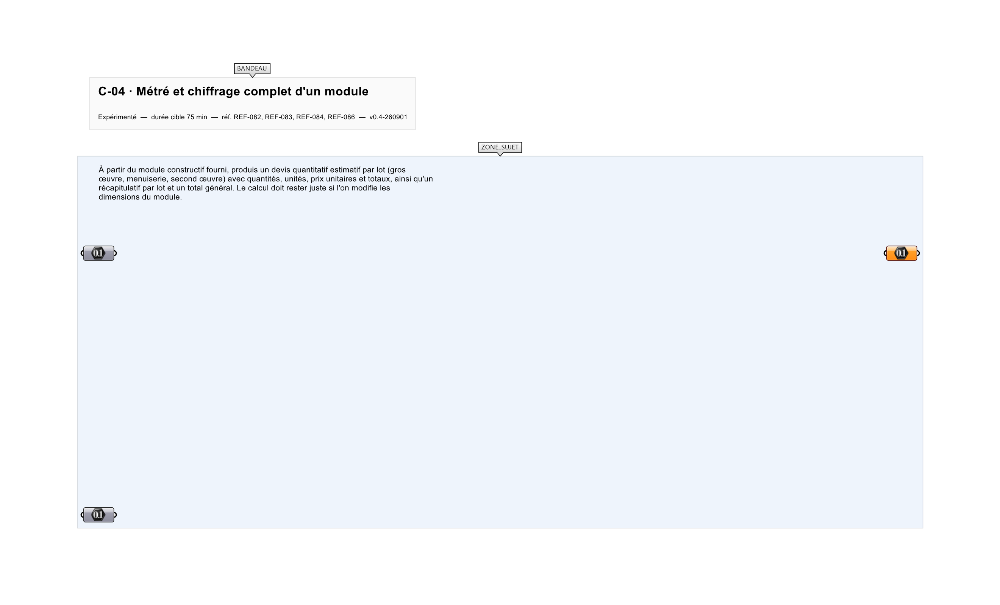 BANDEAU
C-04 · Métré et chiffrage complet d'un module
Expérimenté — durée cible 75 min — réf. REF-082, REF-083, REF-084, REF-086 — v0.4-260901
ZONE_SUJET
À partir du module constructif fourni, produis un devis quantitatif estimatif par lot (gros
œuvre, menuiserie, second œuvre) avec quantités, unités, prix unitaires et totaux, ainsi qu'un
récapitulatif par lot et un total général. Le calcul doit rester juste si l'on modifie les
dimensions du module.
0.1
0.1
0.1